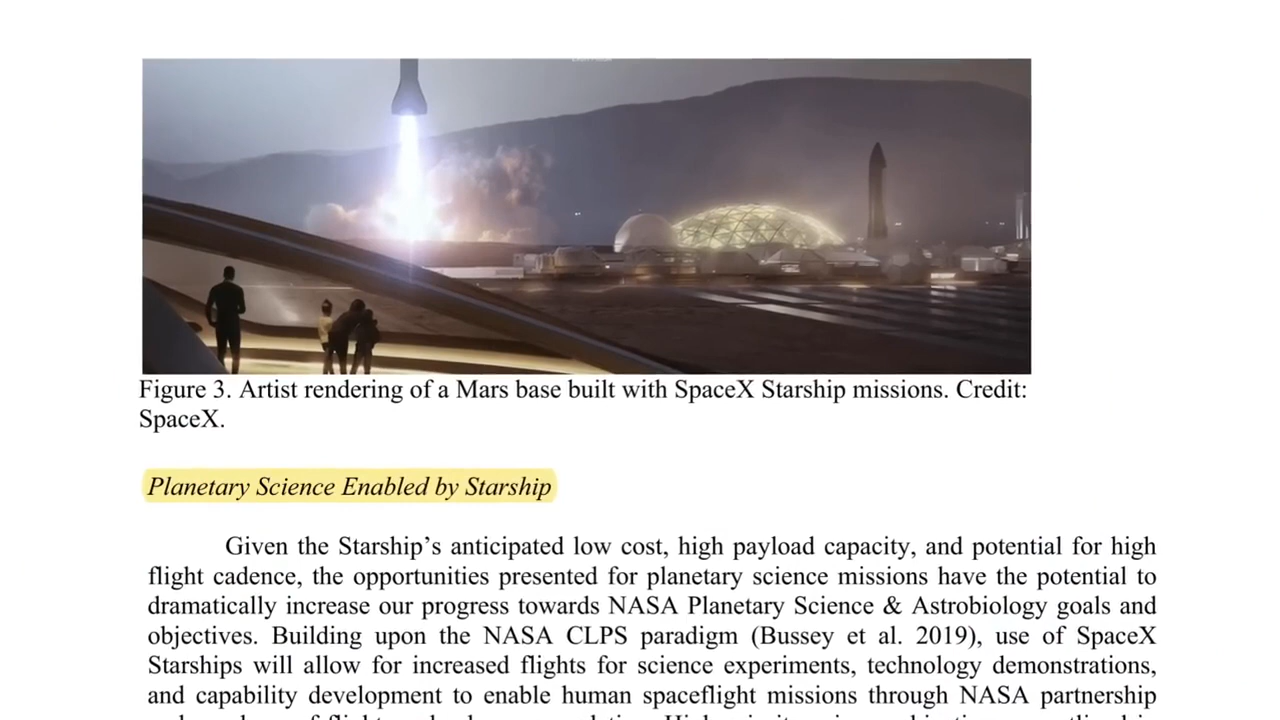 Figure 3. Artist rendering of a Mars base built with SpaceX Starship missions. Credit:
SpaceX.
Planetary Science Enabled by Starship
Given the Starship’s anticipated low cost, high payload capacity, and potential for high
flight cadence, the opportunities presented for planetary science missions have the potential to
dramatically increase our progress towards NASA Planetary Science & Astrobiology goals and
objectives. Building upon the NASA CLPS paradigm (Bussey et al. 2019), use of SpaceX
Starships will allow for increased flights for science experiments, technology demonstrations,
and capability development to enable human spaceflight missions through NASA partnership